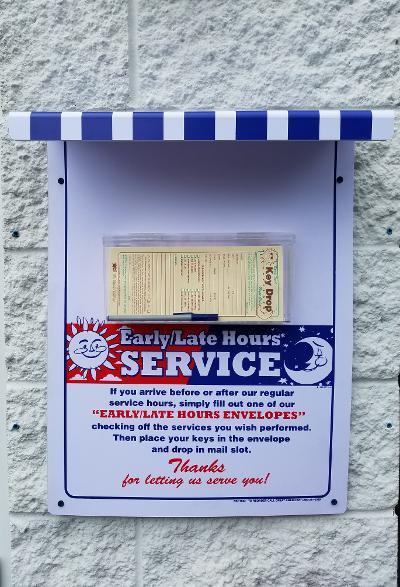 Key Drop
Early/Late Hours
SERVICE
If you arrive before or after our regular
service hours, simply fill out one of our
"EARLY/LATE HOURS ENVELOPES"
checking off the services you wish performed.
Then place your keys in the envelope
and drop in mail slot.
Thanks
for letting us serve you!